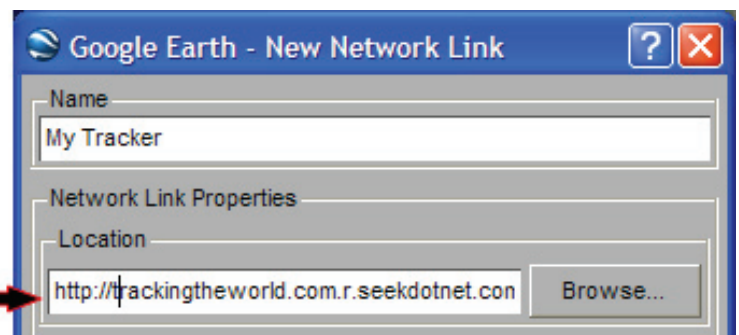 Google Earth - New Network Link
Name
My Tracker
Network Link Properties
Location
http://trackingtheworld.com.r.seekdotnet.con
Browse...